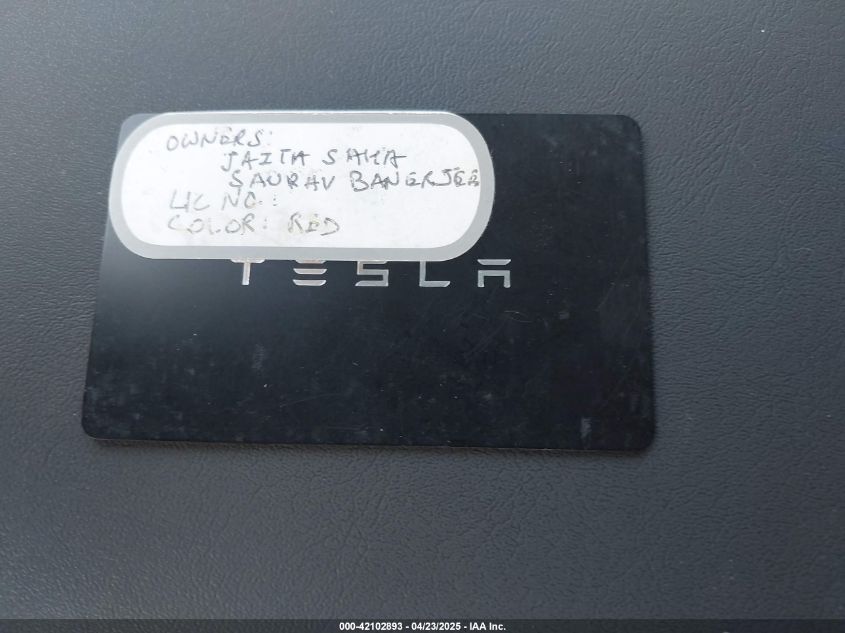 OWNERS:
JAITA SAHA
SAURAV BANERJEE
LIC NO.:
COLOR: RED
TESLA
000-42102893 - 04/23/2025 - IAA Inc.